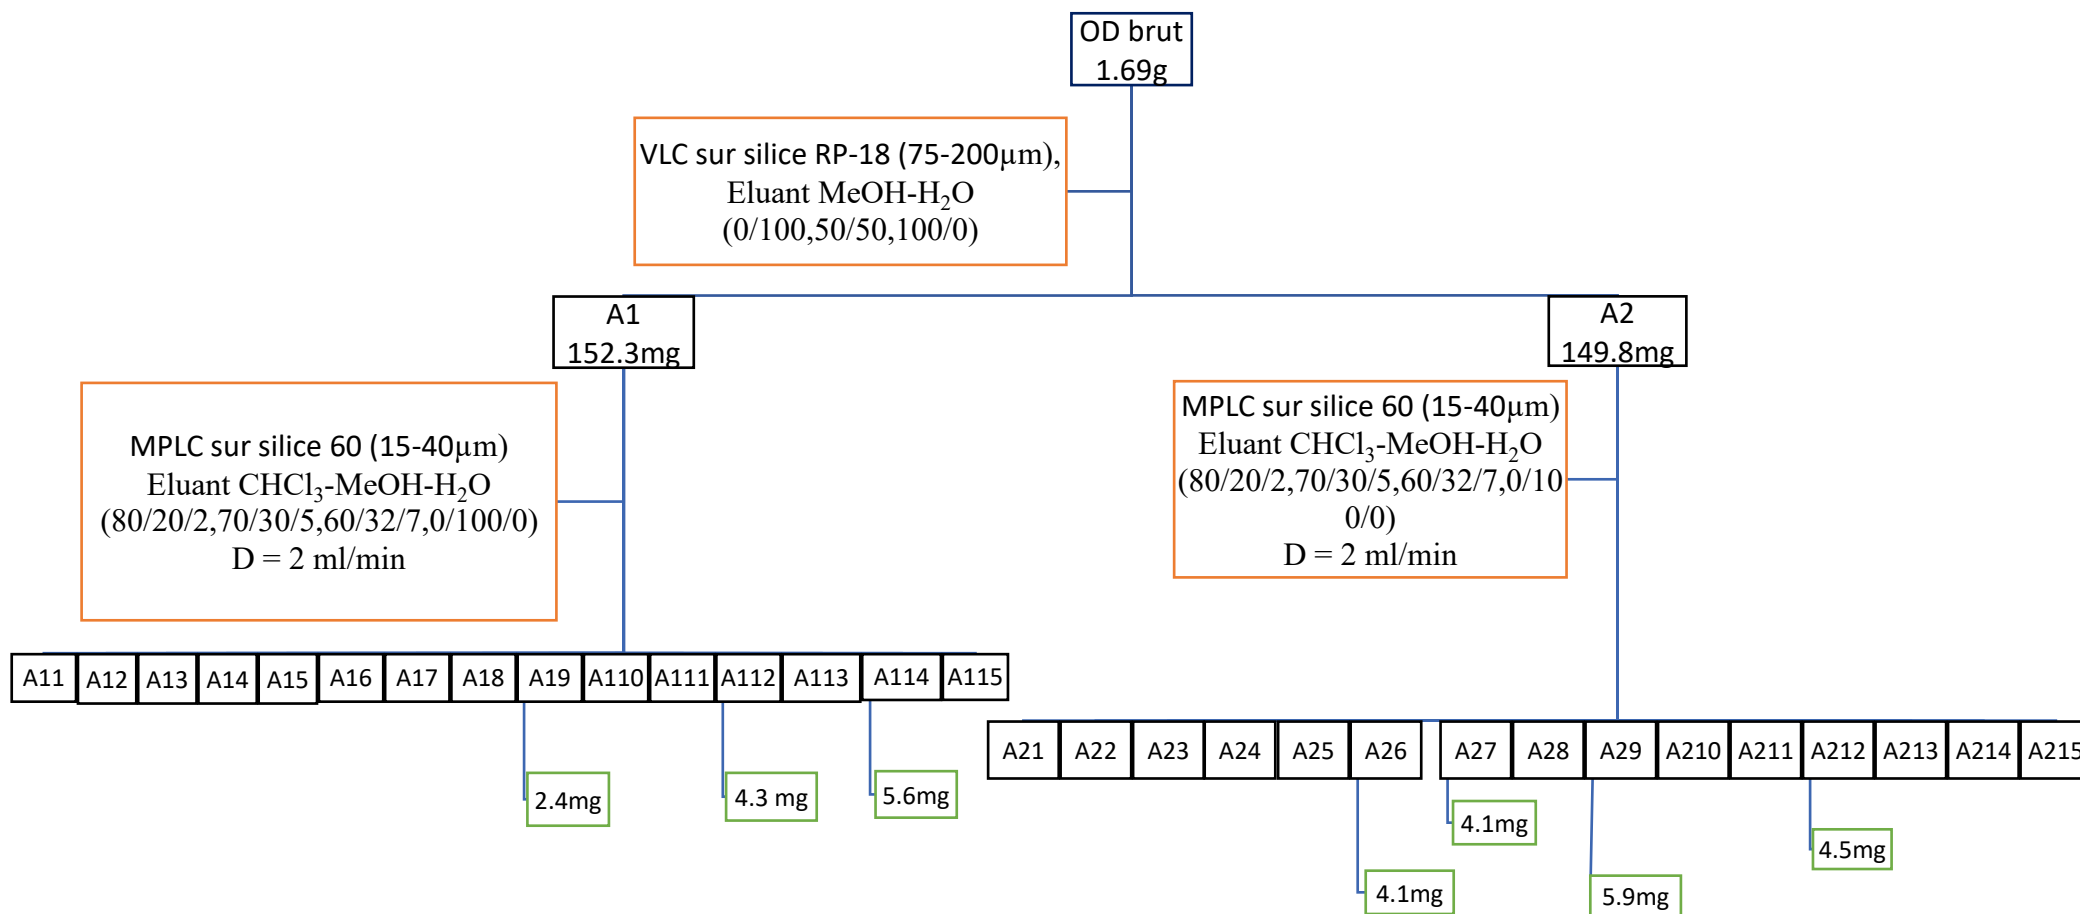 OD brut
1.69g
VLC sur silice RP-18 (75-200µm),
Eluant MeOH-H₂O
(0/100,50/50,100/0)
A1
152.3mg
A2
149.8mg
MPLC sur silice 60 (15-40µm)
Eluant CHCl₃-MeOH-H₂O
(80/20/2,70/30/5,60/32/7,0/100/0)
D = 2 ml/min
MPLC sur silice 60 (15-40µm)
Eluant CHCl₃-MeOH-H₂O
(80/20/2,70/30/5,60/32/7,0/10
0/0)
D = 2 ml/min
A11 A12 A13 A14 A15 A16 A17 A18 A19 A110 A111 A112 A113 A114 A115
A21 A22 A23 A24 A25 A26 A27 A28 A29 A210 A211 A212 A213 A214 A215
2.4mg
4.3 mg
5.6mg
4.1mg
4.1mg
5.9mg
4.5mg